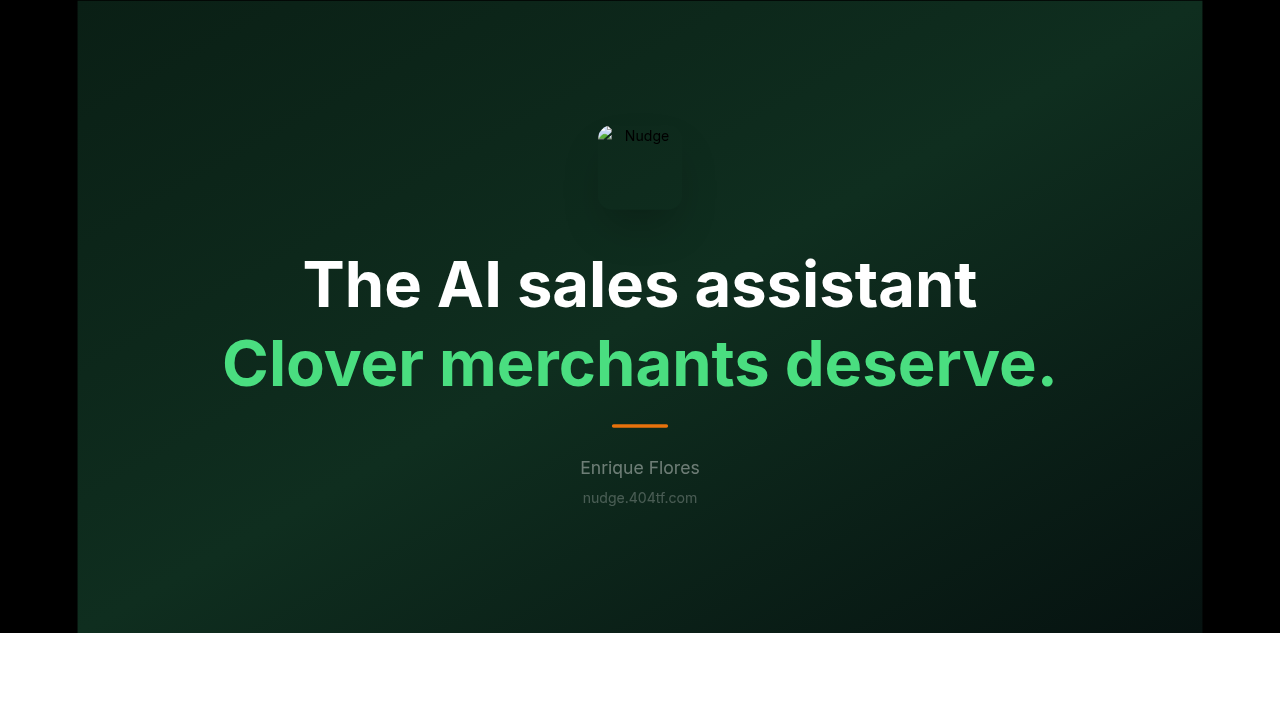 Nudge
The AI sales assistant
Clover merchants deserve.
Enrique Flores
nudge.404tf.com